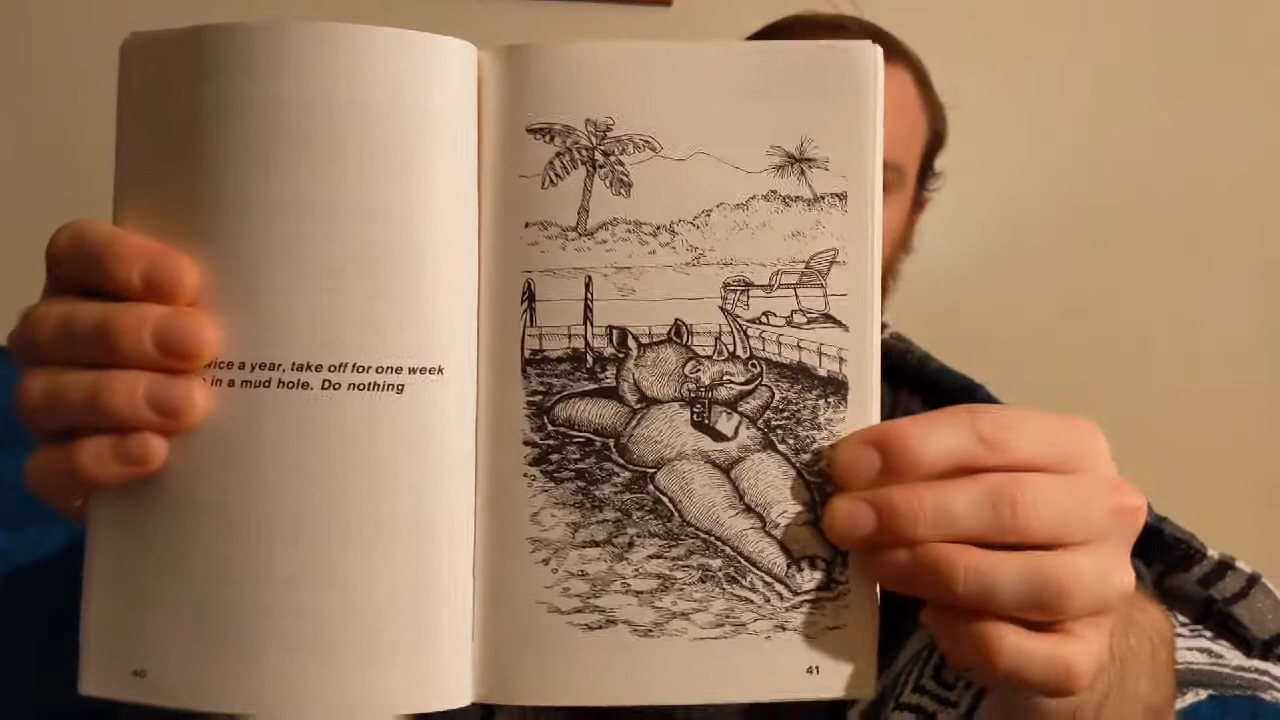 wice a year, take off for one week
in a mud hole. Do nothing
40
41